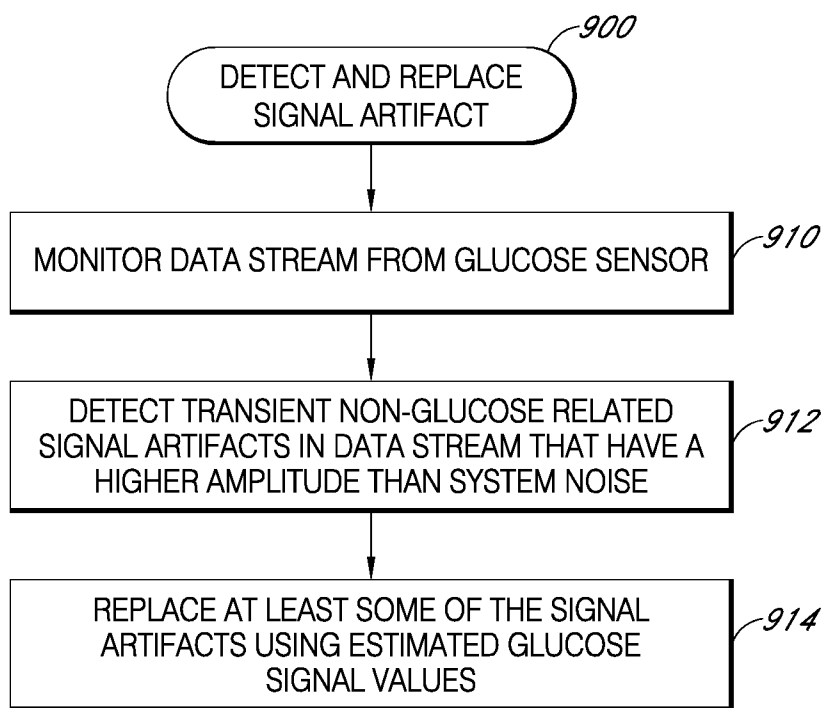 900
DETECT AND REPLACE
SIGNAL ARTIFACT
MONITOR DATA STREAM FROM GLUCOSE SENSOR
910
DETECT TRANSIENT NON-GLUCOSE RELATED
SIGNAL ARTIFACTS IN DATA STREAM THAT HAVE A
HIGHER AMPLITUDE THAN SYSTEM NOISE
912
REPLACE AT LEAST SOME OF THE SIGNAL
ARTIFACTS USING ESTIMATED GLUCOSE
SIGNAL VALUES
914